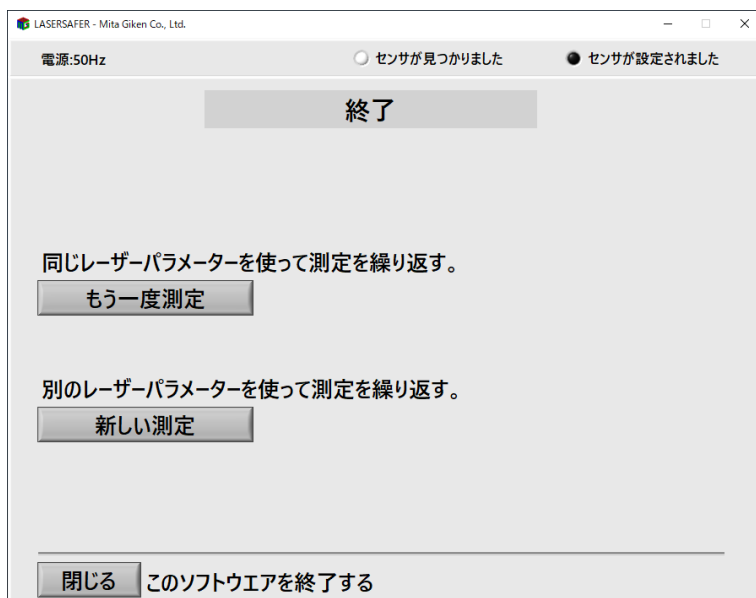 LASERSAFER - Mita Giken Co., Ltd.
電源:50Hz センサが見つかりました センサが設定されました
終了
同じレーザーパラメーターを使って測定を繰り返す。
もう一度測定
別のレーザーパラメーターを使って測定を繰り返す。
新しい測定
閉じる このソフトウエアを終了する